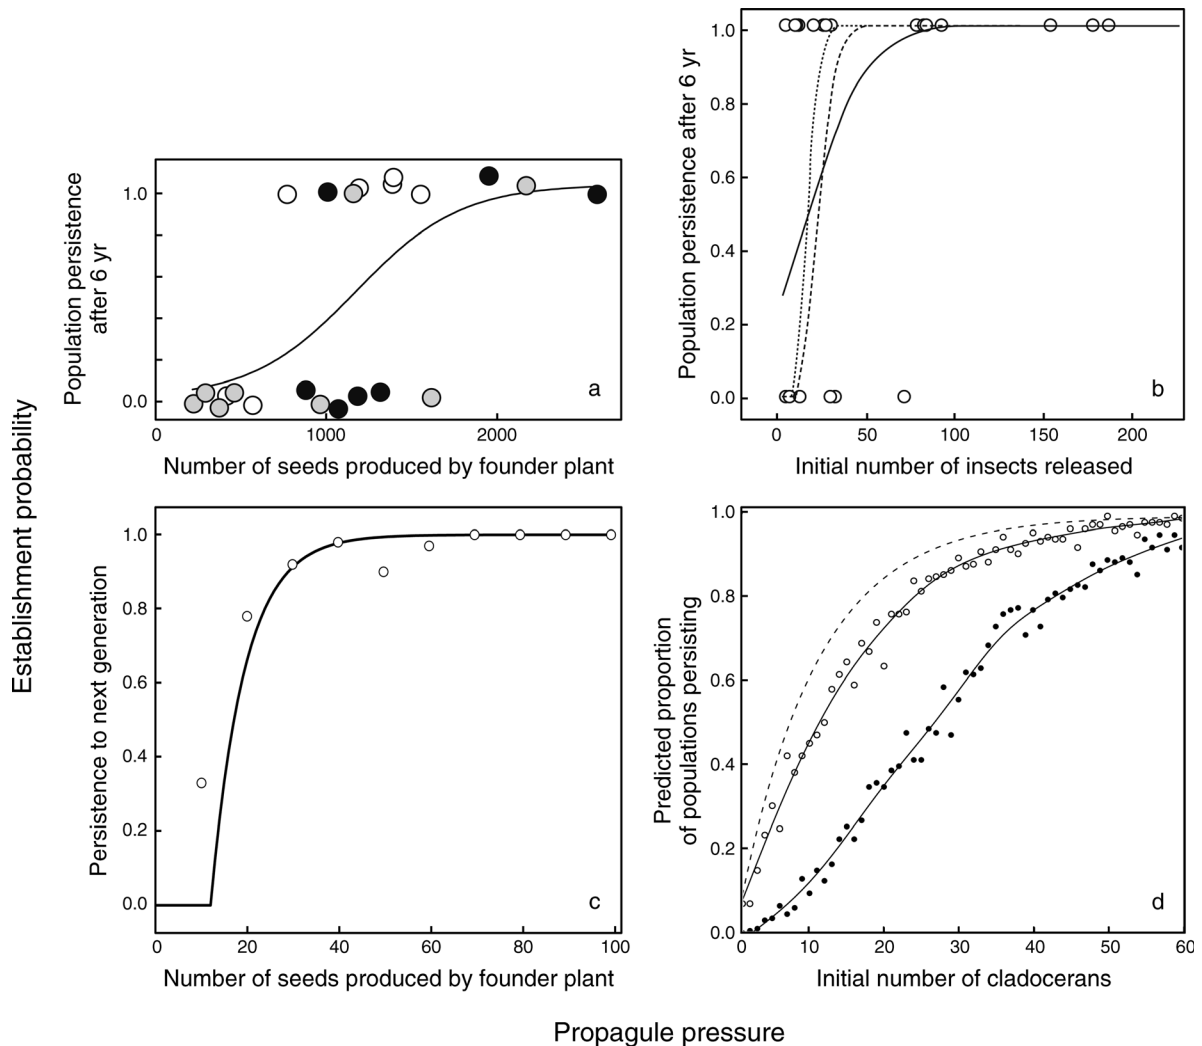 Establishment probability
Population persistence
after 6 yr
1.0
0.0
a
0
1000
2000
Number of seeds produced by founder plant
Population persistence after 6 yr
1.0
0.8
0.6
0.4
0.2
0.0
b
0
50
100
150
200
Initial number of insects released
Persistence to next generation
1.0
0.8
0.6
0.4
0.2
0.0
c
0
20
40
60
80
100
Number of seeds produced by founder plant
Predicted proportion
of populations persisting
1.0
0.8
0.6
0.4
0.2
0.0
d
0
10
20
30
40
50
60
Initial number of cladocerans
Propagule pressure